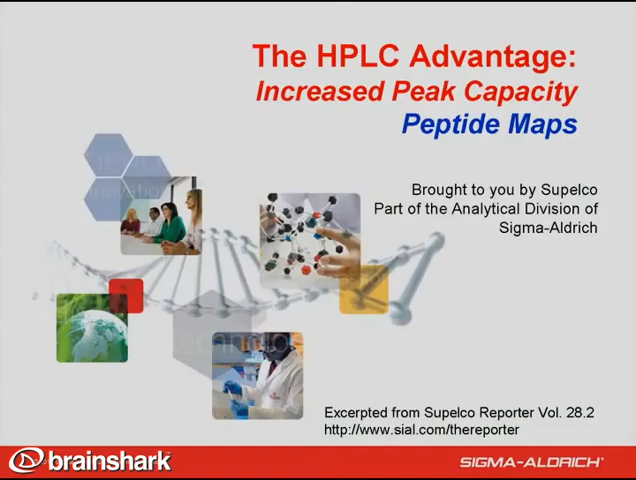 The HPLC Advantage:
Increased Peak Capacity
Peptide Maps
Brought to you by Supelco
Part of the Analytical Division of
Sigma-Aldrich
Excerpted from Supelco Reporter Vol. 28.2
http://www.sial.com/thereporter
brainshark
SIGMA-ALDRICH